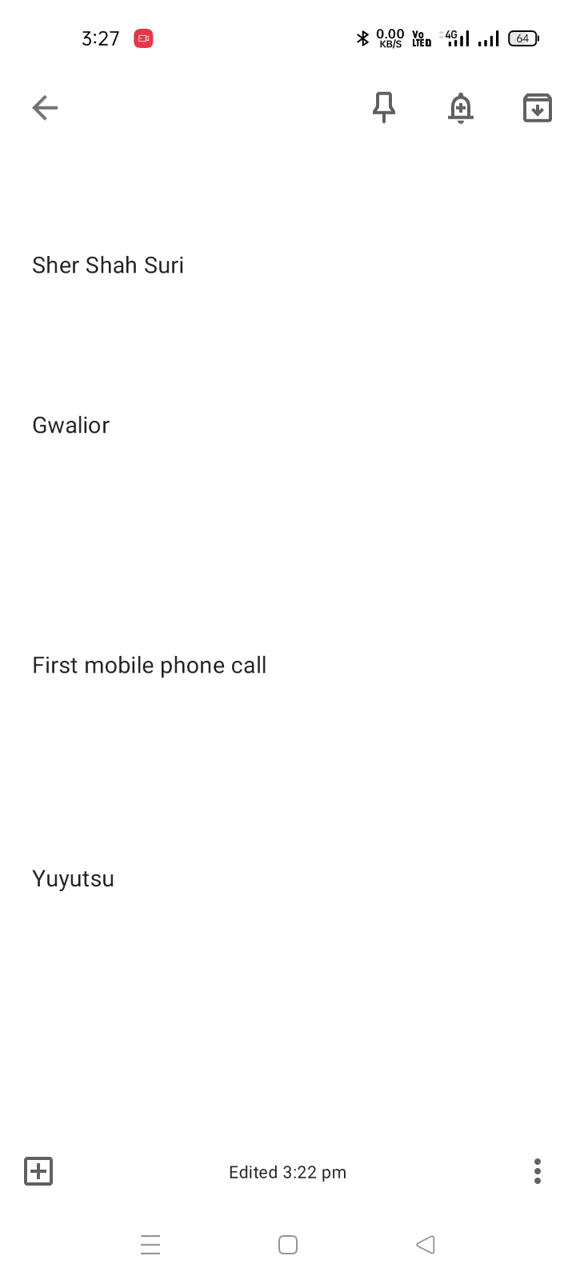 3:27
0.00 KB/S Vo LTED 4G 64
Sher Shah Suri
Gwalior
First mobile phone call
Yuyutsu
Edited 3:22 pm